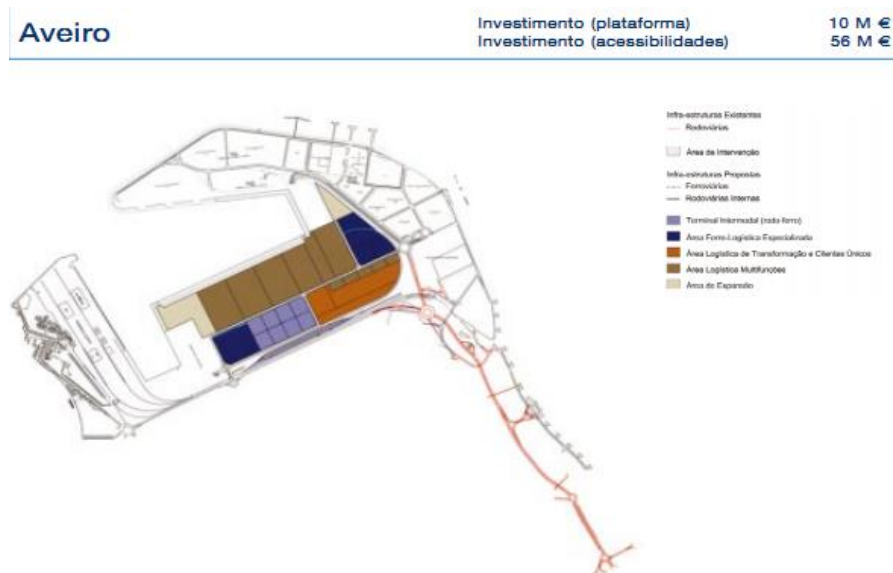 Aveiro
Investimento (plataforma) 10 M €
Investimento (acessibilidades) 56 M €
Infra-estruturas Existentes
Rodoviárias
Área de Intervenção
Infra-estruturas Propostas
Ferroviárias
Rodoviárias Internas
Terminal Intermodal (rodo-ferro)
Área Ferro-Logística Especializada
Área Logística de Transformação e Clientes Únicos
Área Logística Multifunções
Área de Expansão